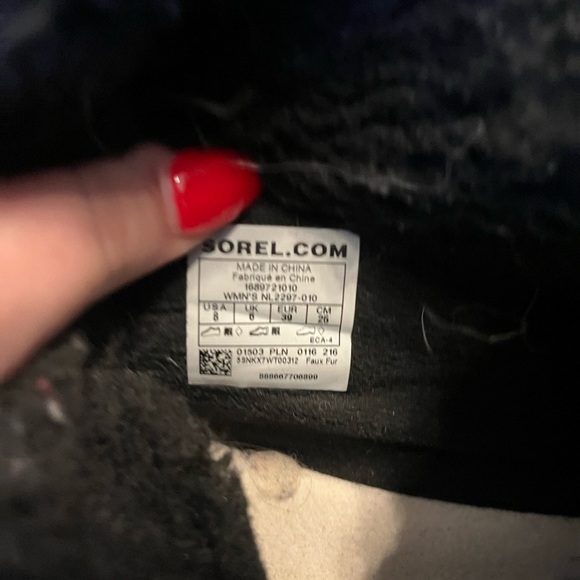 SOREL.COM
MADE IN CHINA
Fabriqué en Chine
1689721010
WMN'S NL2297-010
USA UK EUR CM
8 6 39 25
ECA-4
01503 PLN 0116 216
Faux Fur